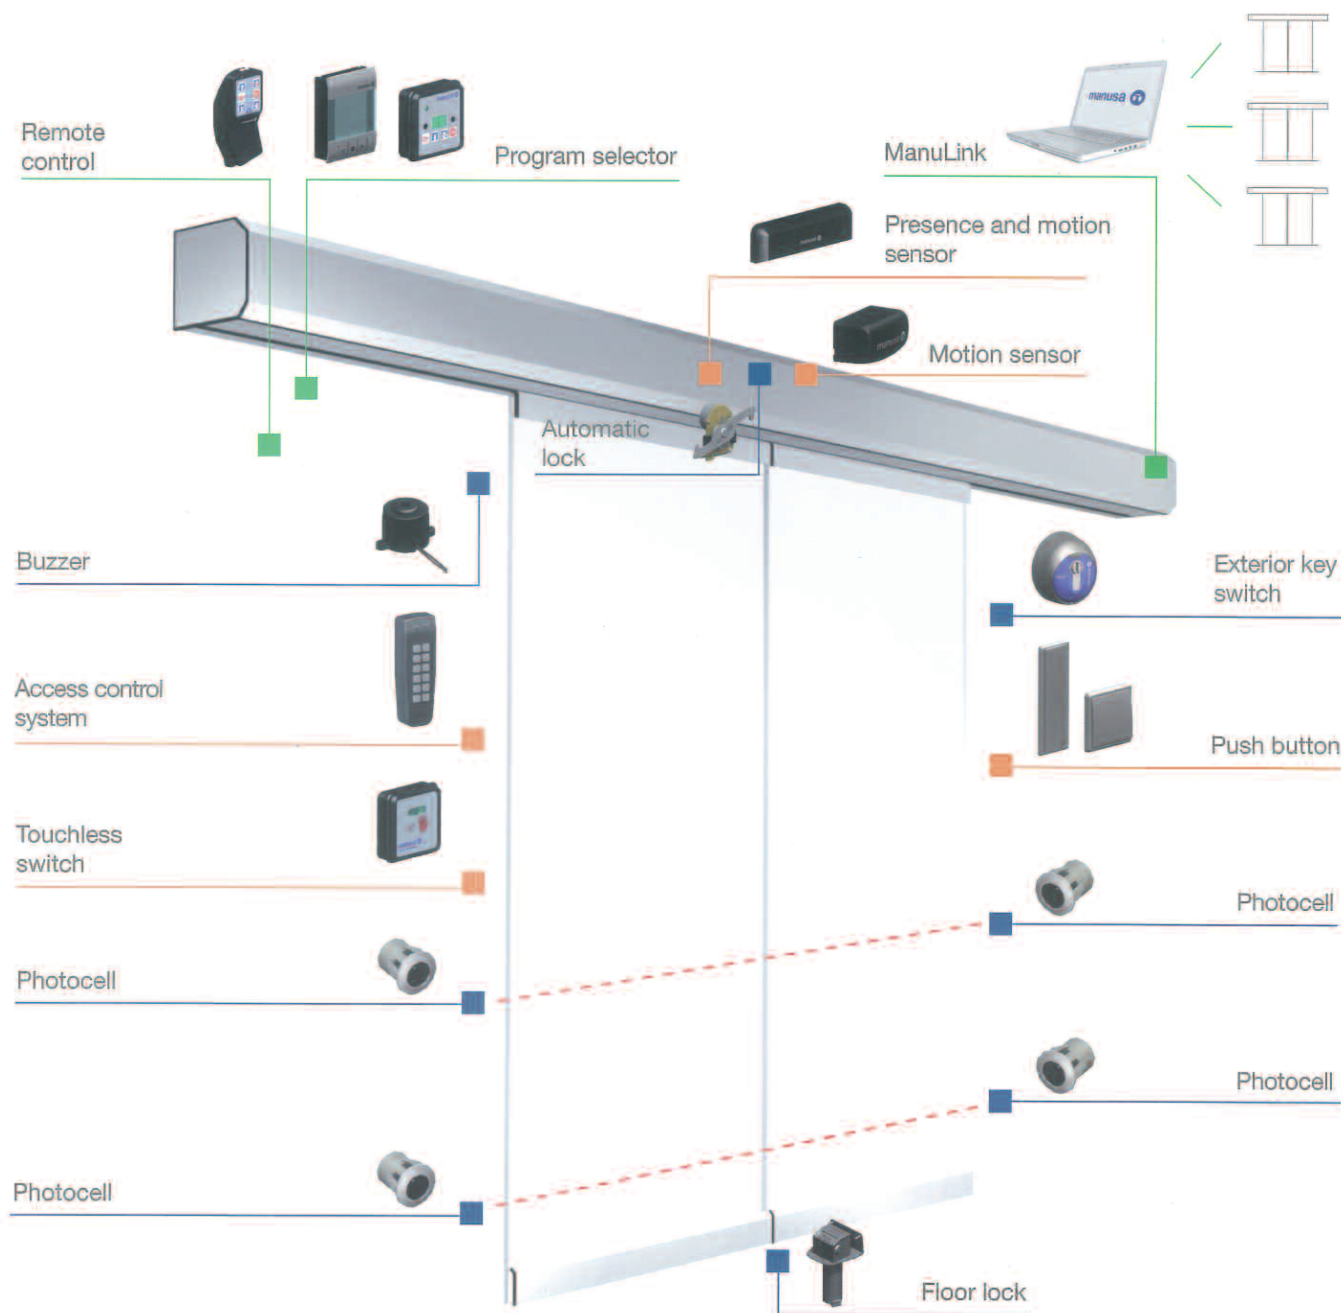 Remote
control
Program selector
ManuLink
manusa
Presence and motion
sensor
Motion sensor
Automatic
lock
Buzzer
Exterior key
switch
Access control
system
Push button
Touchless
switch
Photocell
Photocell
Photocell
Photocell
Floor lock